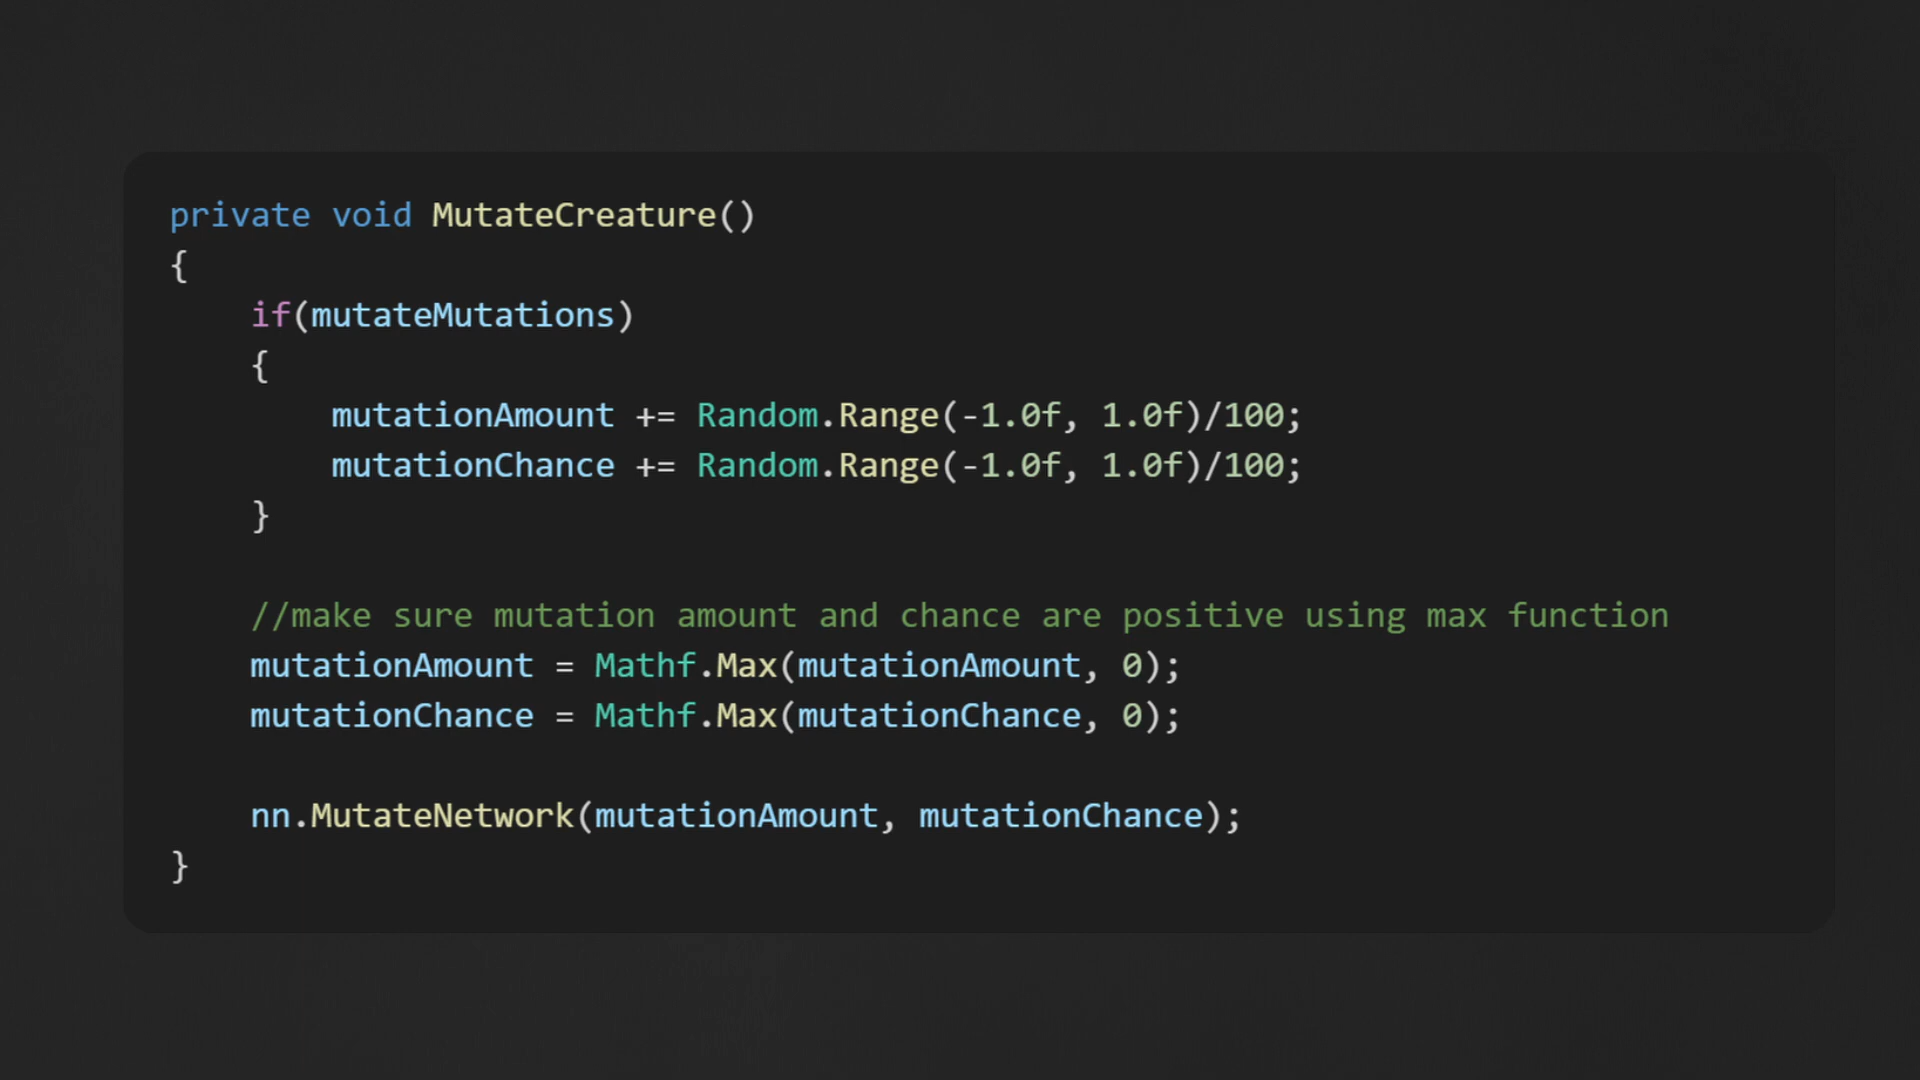 private void MutateCreature()
{
    if(mutateMutations)
    {
        mutationAmount += Random.Range(-1.0f, 1.0f)/100;
        mutationChance += Random.Range(-1.0f, 1.0f)/100;
    }

    //make sure mutation amount and chance are positive using max function
    mutationAmount = Mathf.Max(mutationAmount, 0);
    mutationChance = Mathf.Max(mutationChance, 0);

    nn.MutateNetwork(mutationAmount, mutationChance);
}